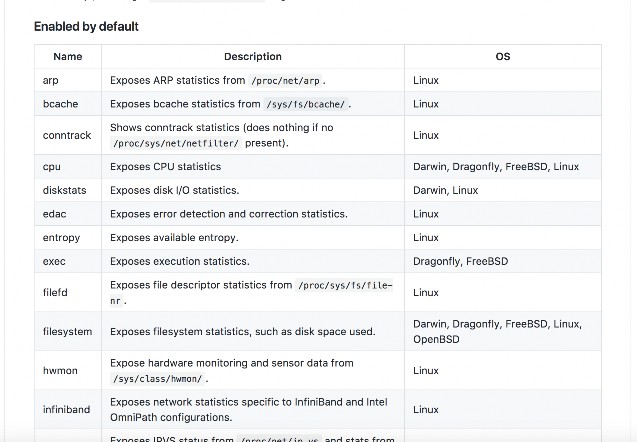 Enabled by default
Name Description OS
arp Exposes ARP statistics from /proc/net/arp . Linux
bcache Exposes bcache statistics from /sys/fs/bcache/ . Linux
conntrack Shows conntrack statistics (does nothing if no
/proc/sys/net/netfilter/ present). Linux
cpu Exposes CPU statistics Darwin, Dragonfly, FreeBSD, Linux
diskstats Exposes disk I/O statistics. Darwin, Linux
edac Exposes error detection and correction statistics. Linux
entropy Exposes available entropy. Linux
exec Exposes execution statistics. Dragonfly, FreeBSD
filefd Exposes file descriptor statistics from /proc/sys/fs/file-
nr . Linux
filesystem Exposes filesystem statistics, such as disk space used. Darwin, Dragonfly, FreeBSD, Linux,
OpenBSD
hwmon Expose hardware monitoring and sensor data from
/sys/class/hwmon/ . Linux
infiniband Exposes network statistics specific to InfiniBand and Intel
OmniPath configurations. Linux
Exposes IPVS status from /proc/net/ip_vs and stats from